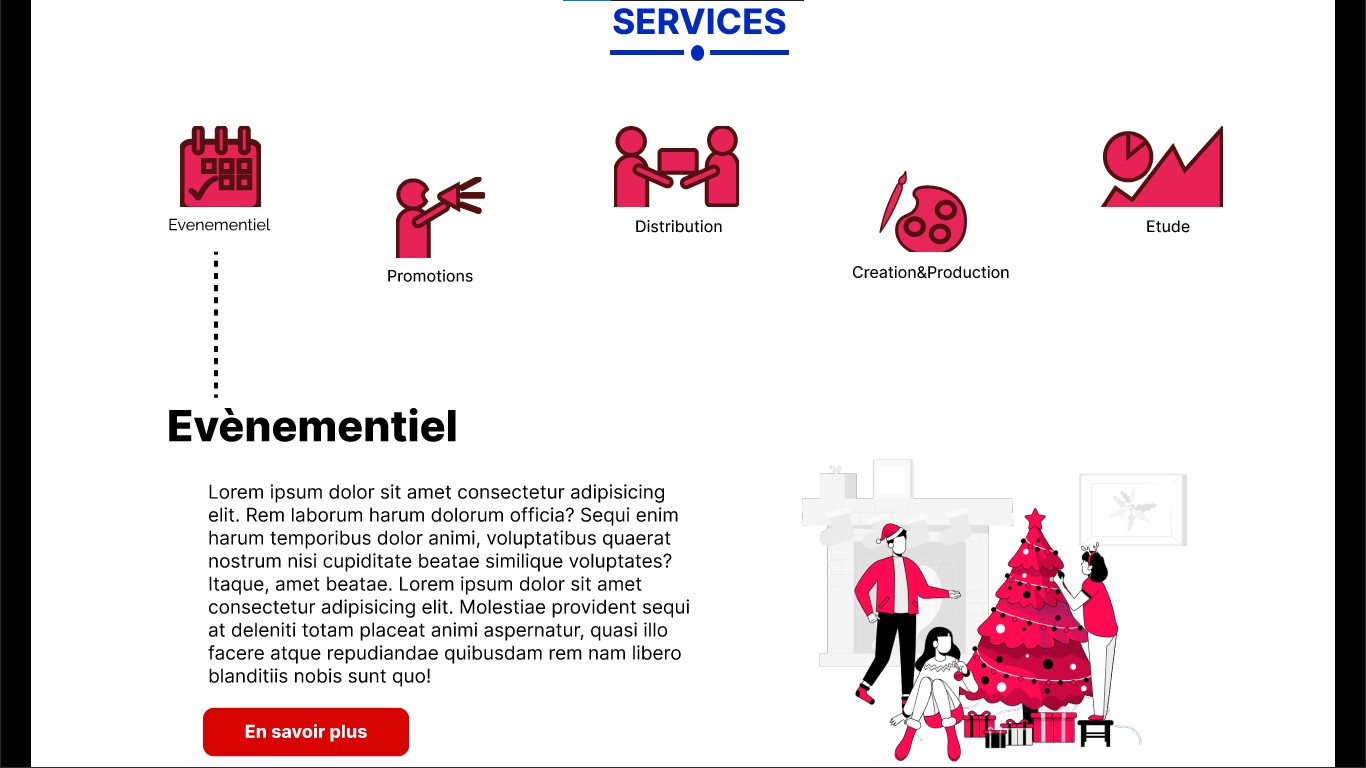 SERVICES
Evenementiel
Promotions
Distribution
Creation&Production
Etude
Evènementiel
Lorem ipsum dolor sit amet consectetur adipisicing
elit. Rem laborum harum dolorum officia? Sequi enim
harum temporibus dolor animi, voluptatibus quaerat
nostrum nisi cupiditate beatae similique voluptates?
Itaque, amet beatae. Lorem ipsum dolor sit amet
consectetur adipisicing elit. Molestiae provident sequi
at deleniti totam placeat animi aspernatur, quasi illo
facere atque repudiandae quibusdam rem nam libero
blanditiis nobis sunt quo!
En savoir plus